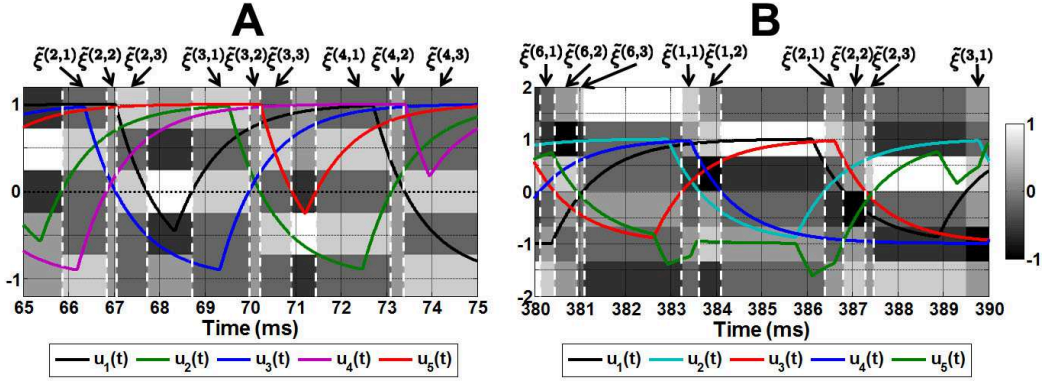 A
B
ξ̃(2,1) ξ̃(2,2) ξ̃(2,3) ξ̃(3,1) ξ̃(3,2) ξ̃(3,3) ξ̃(4,1) ξ̃(4,2) ξ̃(4,3)
ξ̃(6,1) ξ̃(6,2) ξ̃(6,3) ξ̃(1,1) ξ̃(1,2) ξ̃(2,1) ξ̃(2,2) ξ̃(2,3) ξ̃(3,1)
1
0
-1
65 66 67 68 69 70 71 72 73 74 75
Time (ms)
u1(t) u2(t) u3(t) u4(t) u5(t)
2
1
0
-1
-2
380 381 382 383 384 385 386 387 388 389 390
Time (ms)
u1(t) u2(t) u3(t) u4(t) u5(t)
1
0
-1